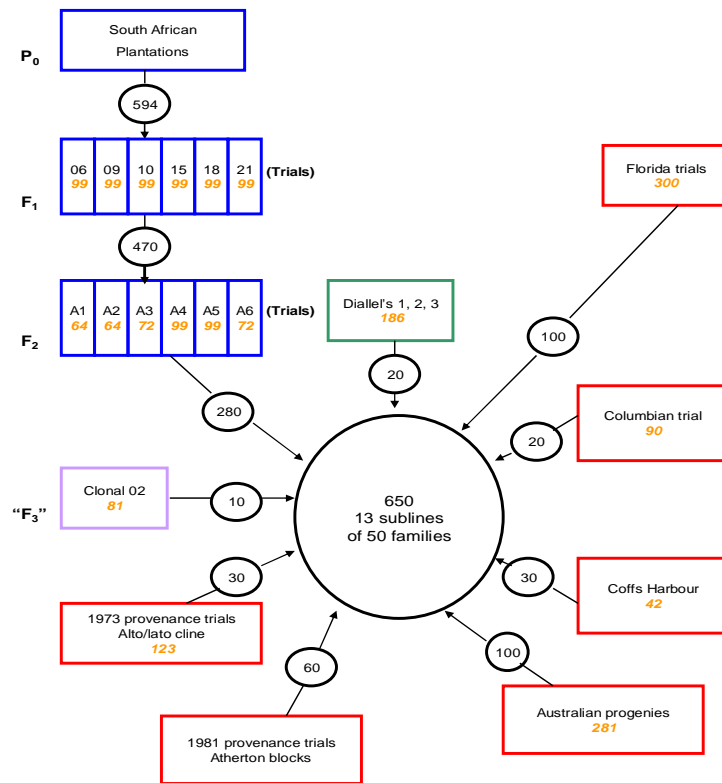 South African
Plantations
P0
594
06 09 10 15 18 21 (Trials)
99 99 99 99 99 99
F1
Florida trials
300
470
A1 A2 A3 A4 A5 A6 (Trials)
64 64 72 99 99 72
F2
Diallel's 1, 2, 3
186
100
20
280
Columbian trial
90
20
Clonal 02
81
"F3"
10
650
13 sublines
of 50 families
30
30
Coffs Harbour
42
1973 provenance trials
Alto/lato cline
123
60
100
Australian progenies
281
1981 provenance trials
Atherton blocks